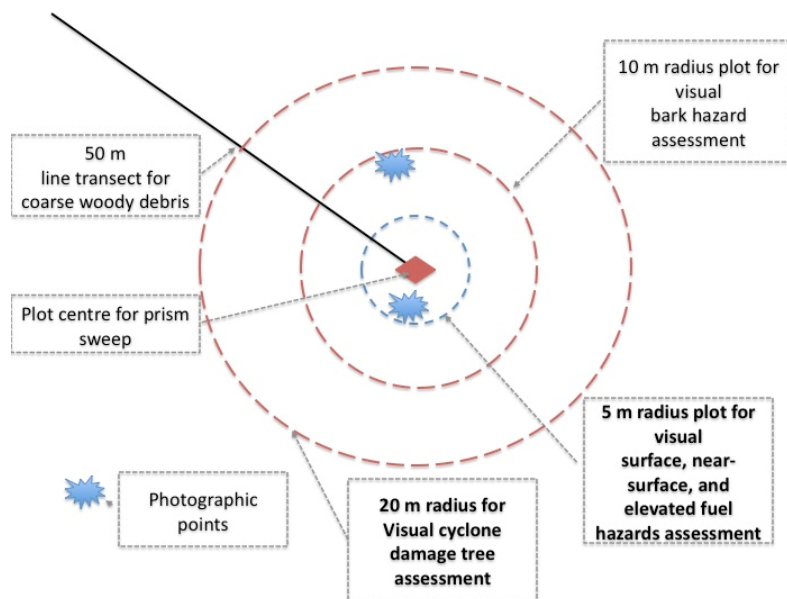 10 m radius plot for
visual
bark hazard
assessment
50 m
line transect for
coarse woody debris
Plot centre for prism
sweep
5 m radius plot for
visual
surface, near-
surface, and
elevated fuel
hazards assessment
Photographic
points
20 m radius for
Visual cyclone
damage tree
assessment